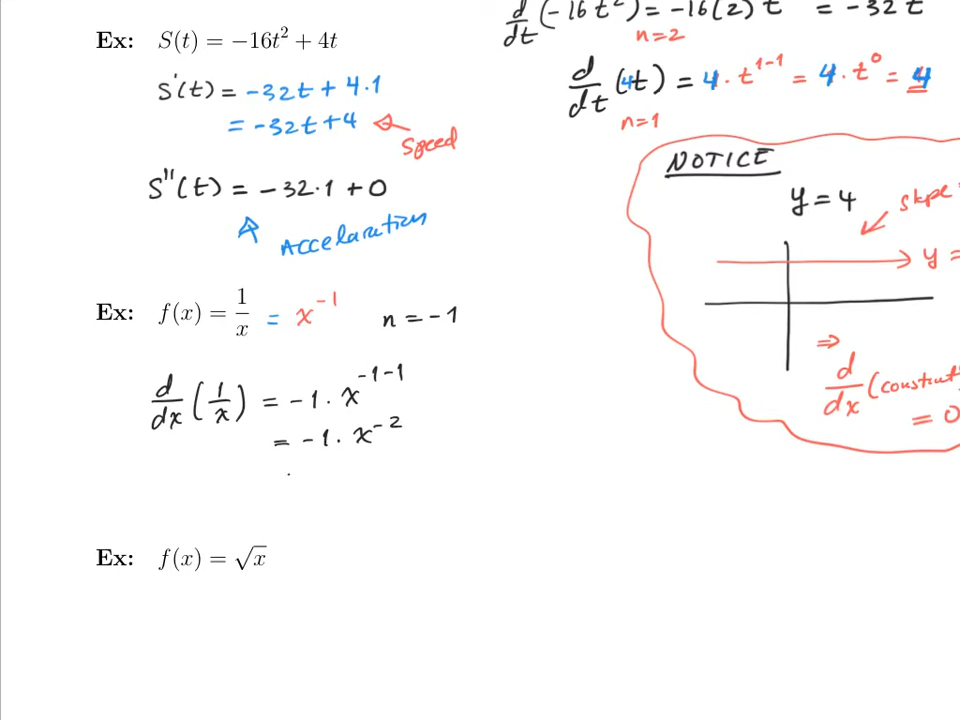 d/dt (-16t²) = -16(2)t = -32t
n=2
Ex: S(t) = −16t² + 4t
S'(t) = -32t + 4·1
= -32t+4
Speed
S''(t) = -32·1 +0
Accelaration
d/dt (4t) = 4·t¹⁻¹ = 4·t⁰ = 4
n=1
NOTICE
y = 4
y =
⇒
d/dx (constant
= 0
Ex: f(x) = 1/x = x⁻¹ n = -1
d/dx (1/x) = -1·x⁻¹⁻¹
= -1·x⁻²
Ex: f(x) = √x